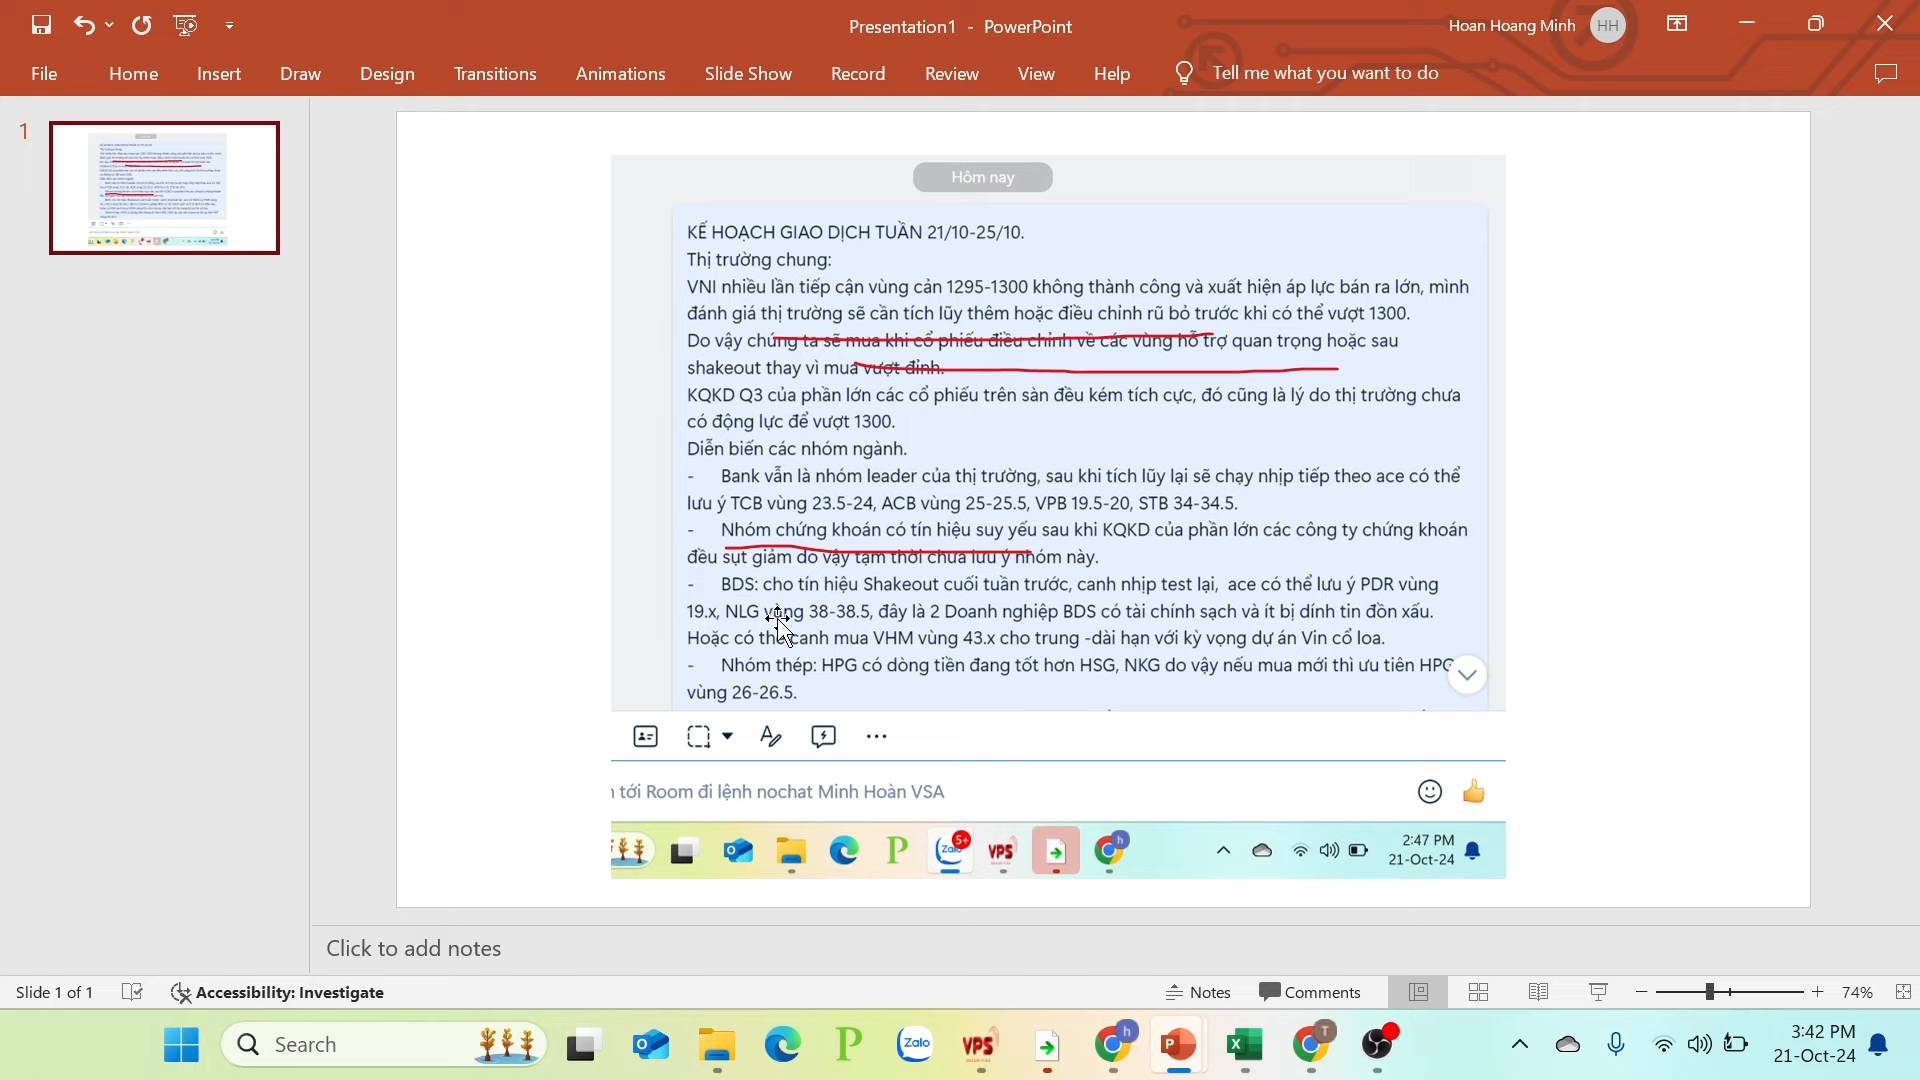 Presentation1 - PowerPoint
Hoan Hoang Minh
HH
File
Home
Insert
Draw
Design
Transitions
Animations
Slide Show
Record
Review
View
Help
Tell me what you want to do
1
Hôm nay
KẾ HOẠCH GIAO DỊCH TUẦN 21/10-25/10.
Thị trường chung:
VNI nhiều lần tiếp cận vùng cản 1295-1300 không thành công và xuất hiện áp lực bán ra lớn, mình
đánh giá thị trường sẽ cần tích lũy thêm hoặc điều chỉnh rũ bỏ trước khi có thể vượt 1300.
Do vậy chúng ta sẽ mua khi cổ phiếu điều chỉnh về các vùng hỗ trợ quan trọng hoặc sau
shakeout thay vì mua vượt đỉnh.
KQKD Q3 của phần lớn các cổ phiếu trên sàn đều kém tích cực, đó cũng là lý do thị trường chưa
có động lực để vượt 1300.
Diễn biến các nhóm ngành.
- Bank vẫn là nhóm leader của thị trường, sau khi tích lũy lại sẽ chạy nhịp tiếp theo ace có thể
lưu ý TCB vùng 23.5-24, ACB vùng 25-25.5, VPB 19.5-20, STB 34-34.5.
- Nhóm chứng khoán có tín hiệu suy yếu sau khi KQKD của phần lớn các công ty chứng khoán
đều sụt giảm do vậy tạm thời chưa lưu ý nhóm này.
- BDS: cho tín hiệu Shakeout cuối tuần trước, canh nhịp test lại, ace có thể lưu ý PDR vùng
19.x, NLG vùng 38-38.5, đây là 2 Doanh nghiệp BDS có tài chính sạch và ít bị dính tin đồn xấu.
Hoặc có thể canh mua VHM vùng 43.x cho trung -dài hạn với kỳ vọng dự án Vin cổ loa.
- Nhóm thép: HPG có dòng tiền đang tốt hơn HSG, NKG do vậy nếu mua mới thì ưu tiên HPG
vùng 26-26.5.
tới Room đi lệnh nochat Minh Hoàn VSA
5+
Zalo
VPS
h
2:47 PM
21-Oct-24
Click to add notes
Slide 1 of 1
Accessibility: Investigate
Notes
Comments
74%
Search
Zalo
VPS
h
T
3:42 PM
21-Oct-24